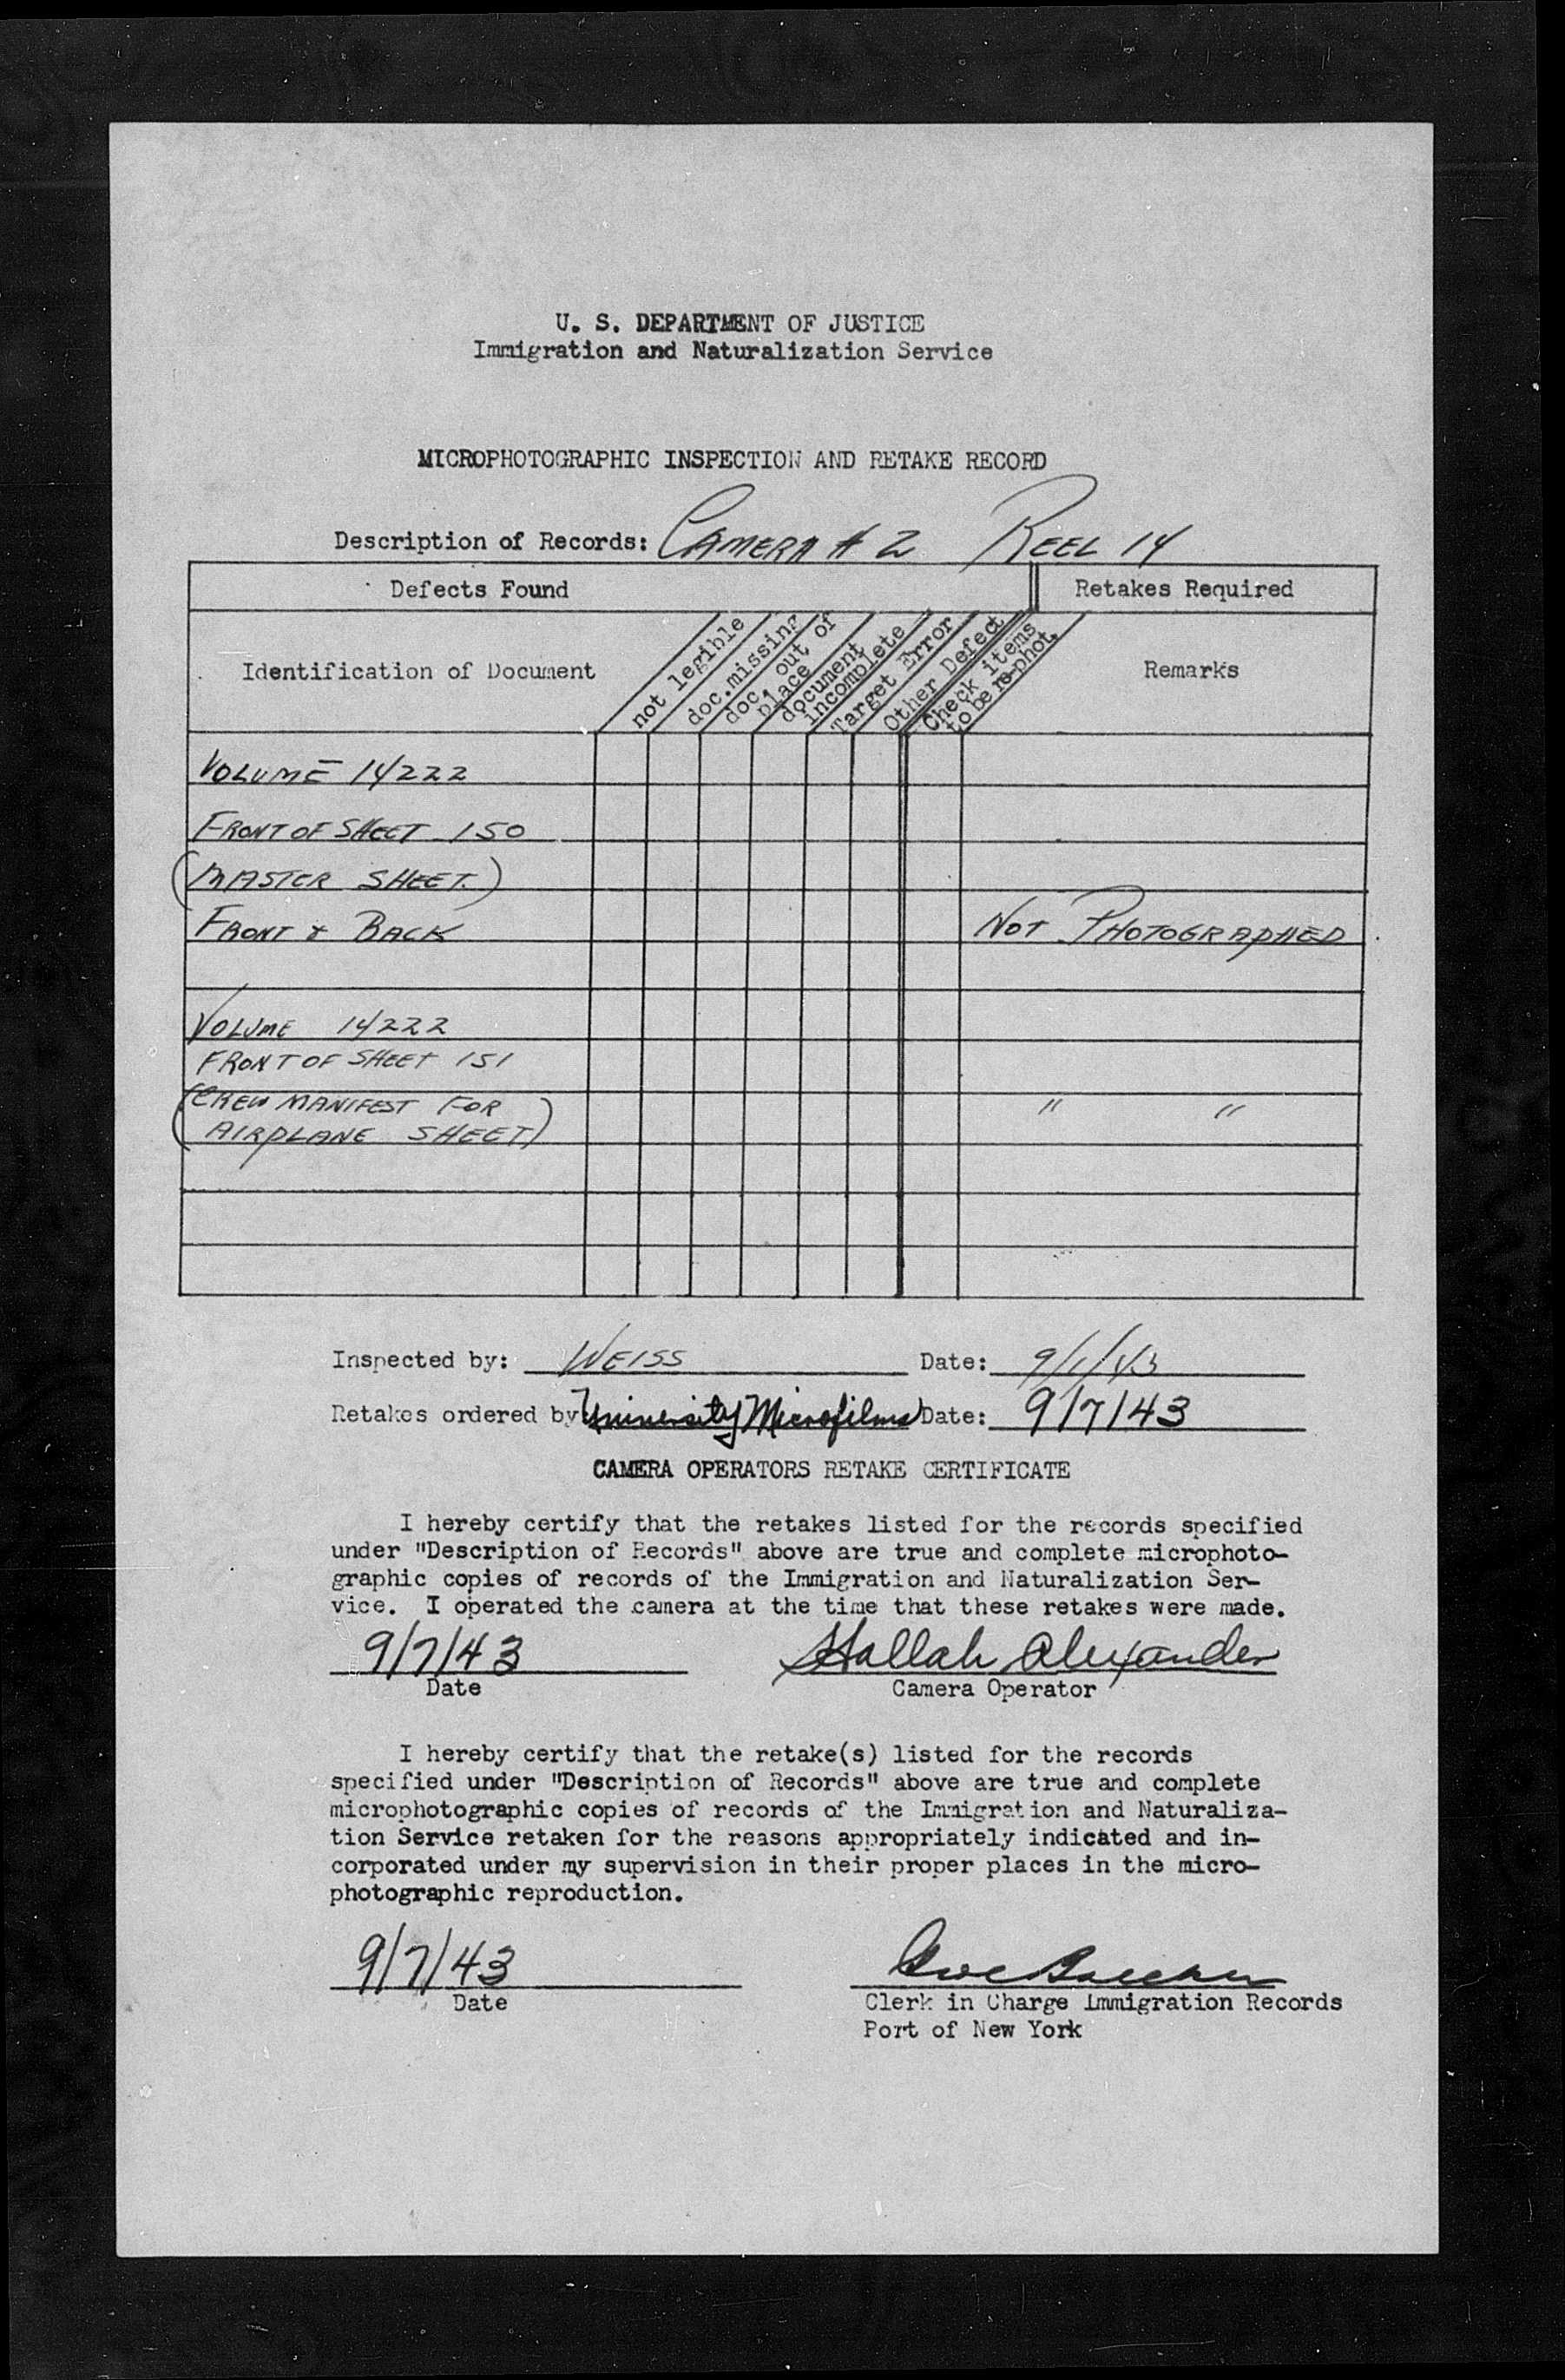 U. S. DEPARTMENT OF JUSTICE
Immigration and Naturalization Service
MICROPHOTOGRAPHIC INSPECTION AND RETAKE RECORD
Description of Records: CAMERA # 2 REEL 14
Defects Found Retakes Required
Identification of Document
not legible
doc.missing
doc. out of
place
document
incomplete
Target Error
Other Defect
Check items
to be re-phot.
Remarks
VOLUME 14222
FRONT OF SHEET 150
(MASTER SHEET.)
FRONT & BACK NOT PHOTOGRAPHED
VOLUME 14222
FRONT OF SHEET 151
(CREW MANIFEST FOR " "
AIRPLANE SHEET)
Inspected by: WEISS Date: 9/1/43
Retakes ordered by University Microfilms Date: 9/7/43
CAMERA OPERATORS RETAKE CERTIFICATE
I hereby certify that the retakes listed for the records specified
under "Description of Records" above are true and complete microphoto-
graphic copies of records of the Immigration and Naturalization Ser-
vice. I operated the camera at the time that these retakes were made.
9/7/43 Hallah Alexander
Date Camera Operator
I hereby certify that the retake(s) listed for the records
specified under "Description of Records" above are true and complete
microphotographic copies of records of the Immigration and Naturaliza-
tion Service retaken for the reasons appropriately indicated and in-
corporated under my supervision in their proper places in the micro-
photographic reproduction.
9/7/43
Date Clerk in Charge Immigration Records
Port of New York